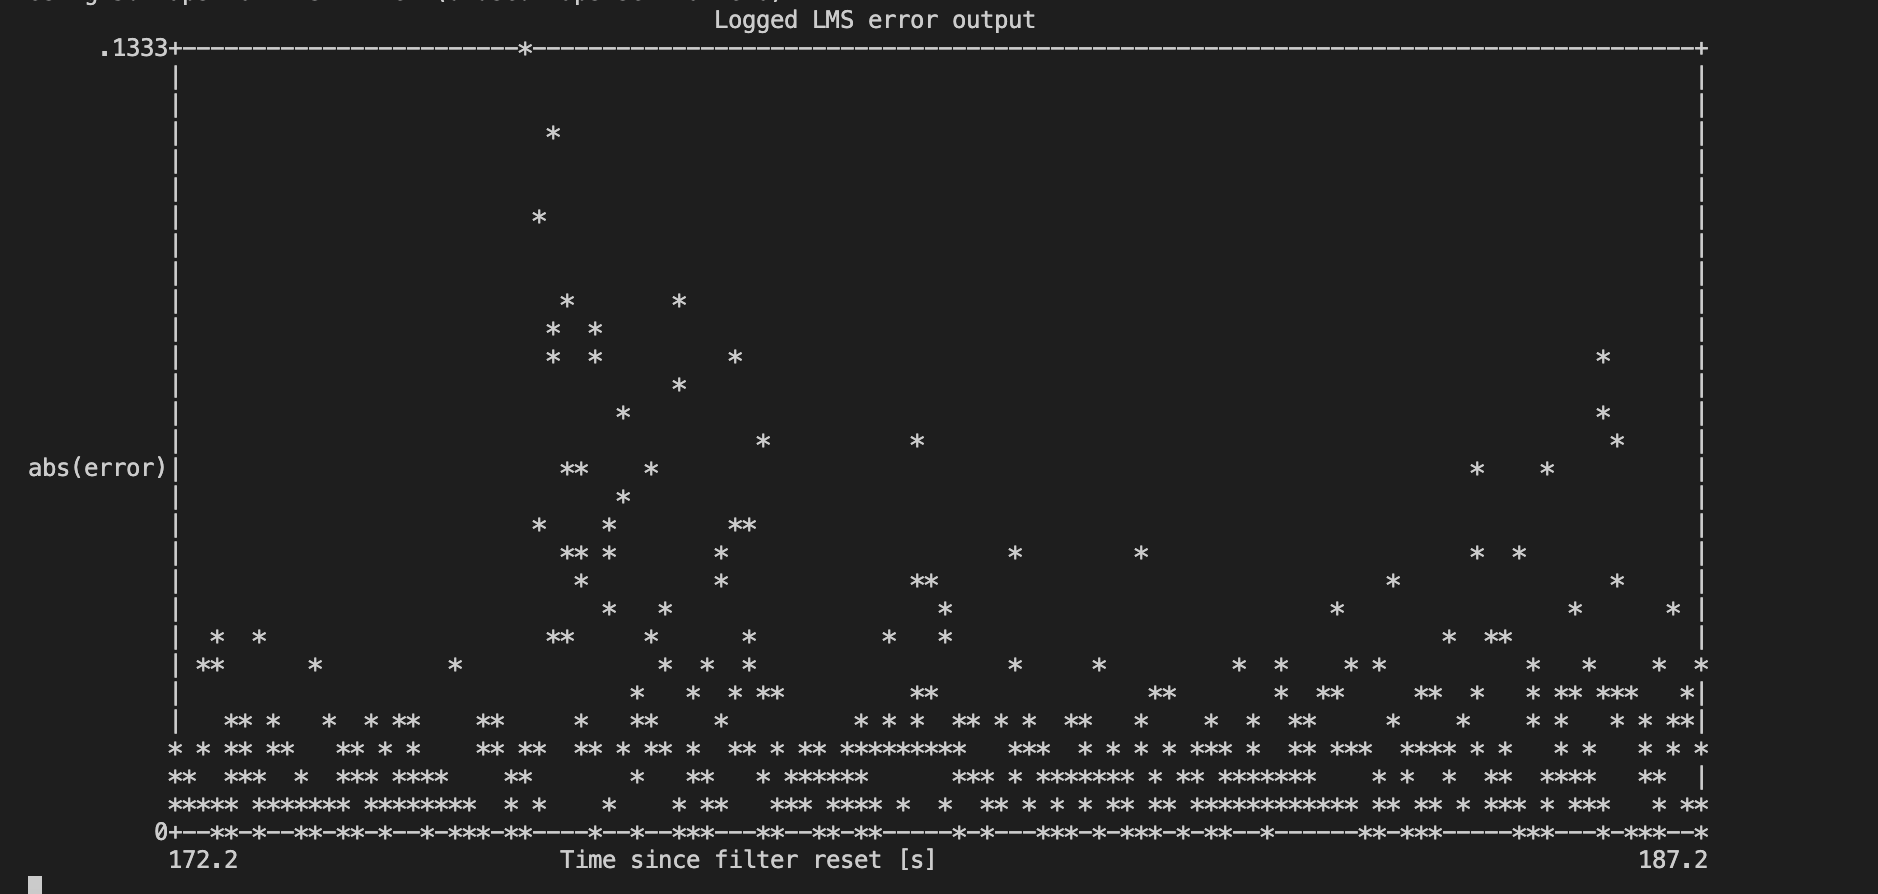 Logged LMS error output
.1333
abs(error)
0
172.2 Time since filter reset [s] 187.2